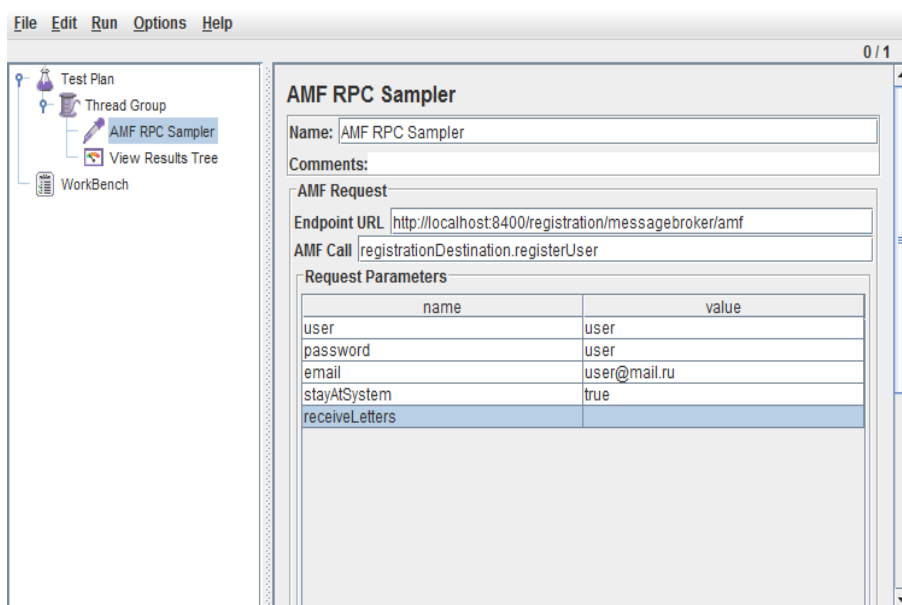 File Edit Run Options Help
0 / 1
Test Plan
Thread Group
AMF RPC Sampler
View Results Tree
WorkBench
AMF RPC Sampler
Name: AMF RPC Sampler
Comments:
AMF Request
Endpoint URL http://localhost:8400/registration/messagebroker/amf
AMF Call registrationDestination.registerUser
Request Parameters
name value
user user
password user
email user@mail.ru
stayAtSystem true
receiveLetters